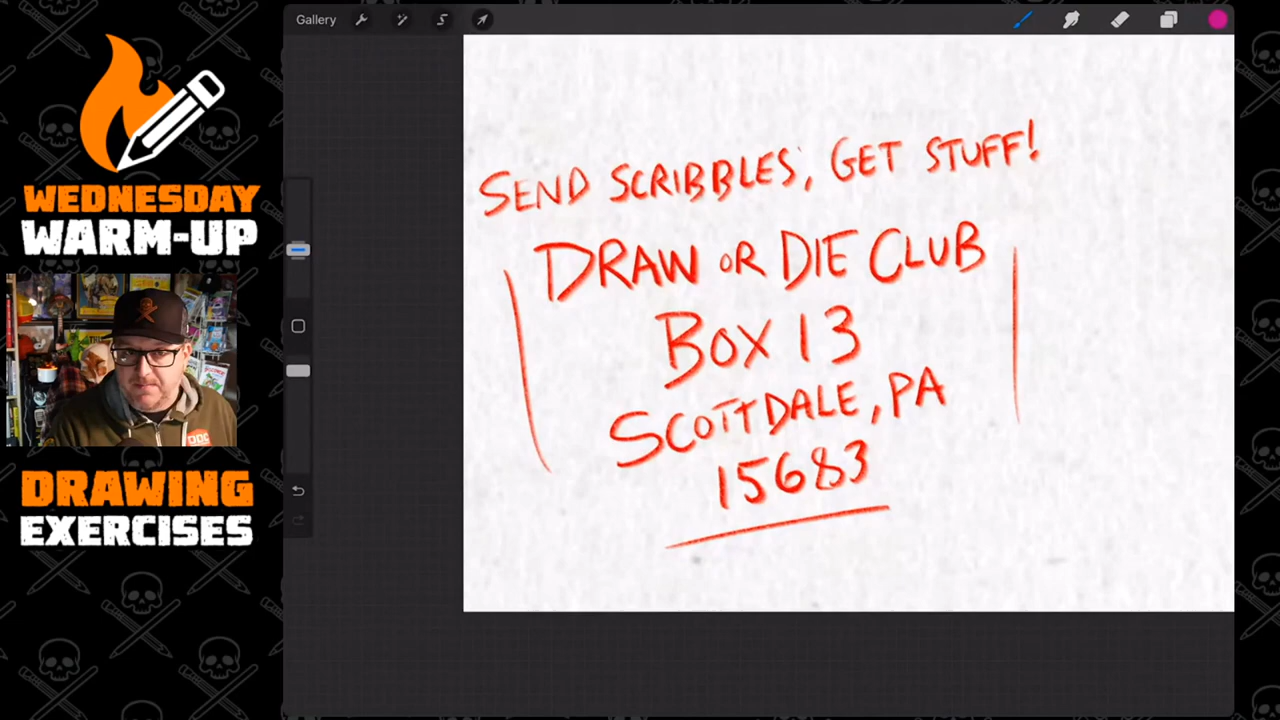 Gallery
WEDNESDAY
WARM-UP
DRAWING
EXERCISES
SEND SCRIBBLES, GET STUFF!
DRAW OR DIE CLUB
BOX 13
SCOTTDALE, PA
15683